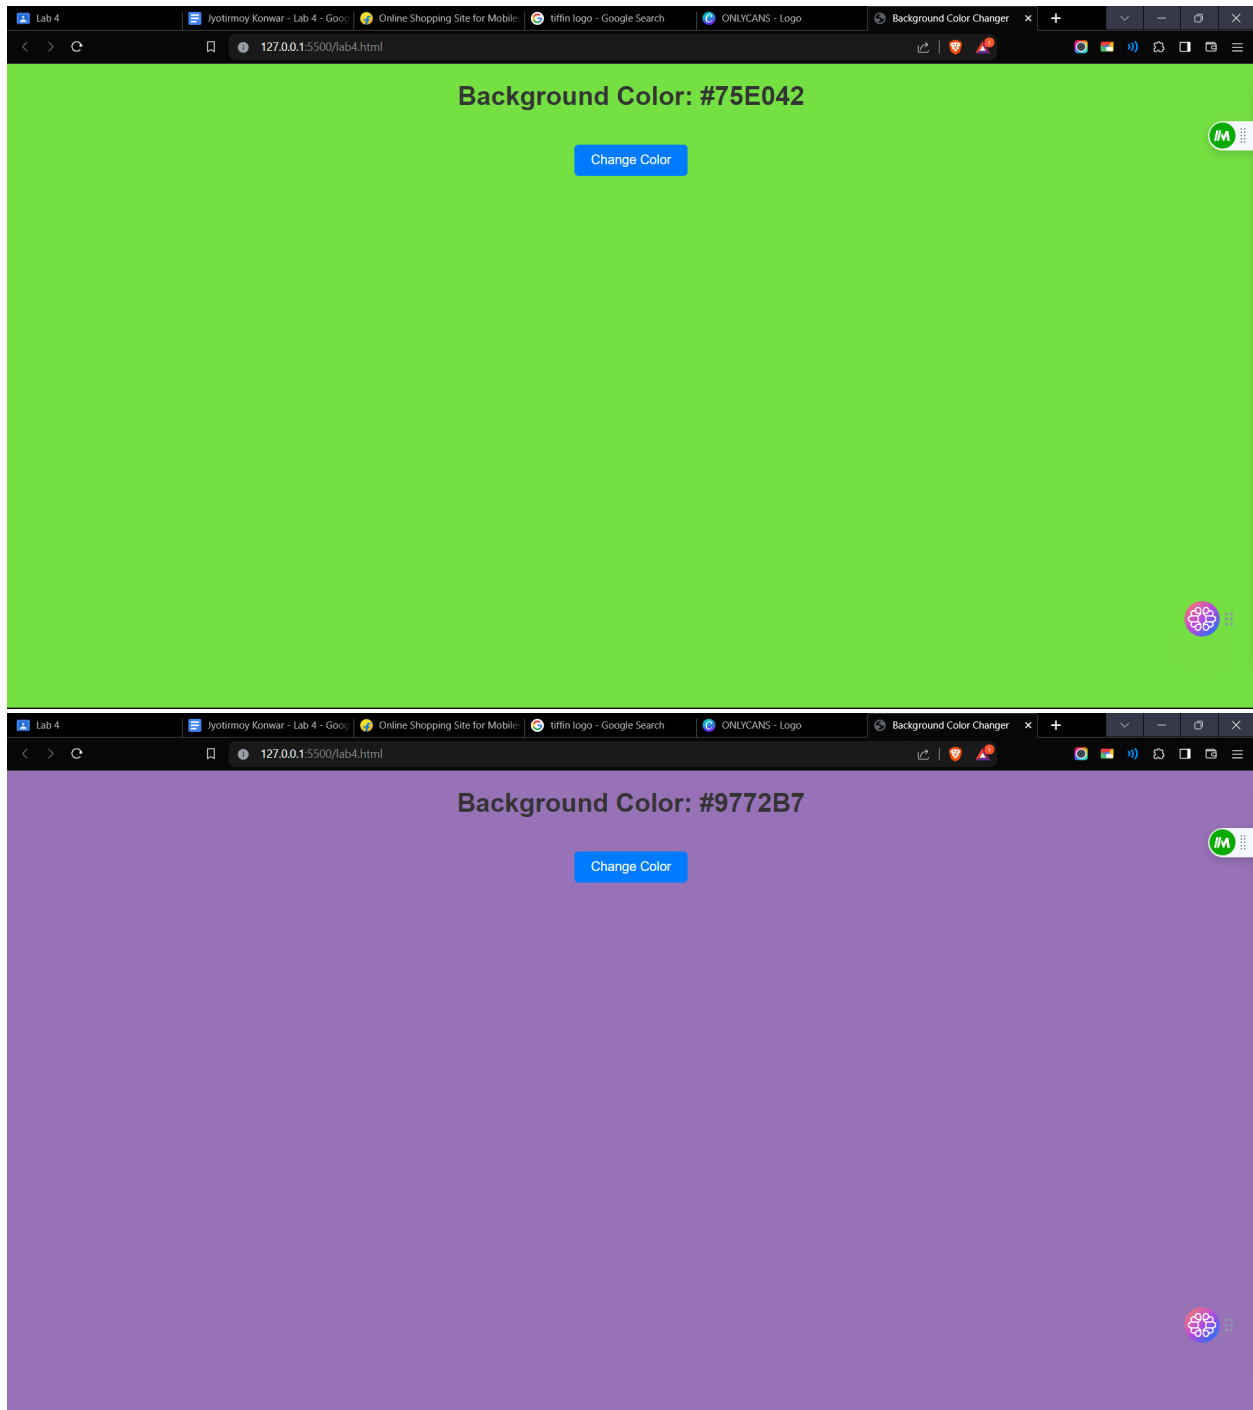 Lab 4
Jyotirmoy Konwar - Lab 4 - Goog
Online Shopping Site for Mobile
tiffin logo - Google Search
ONLYCANS - Logo
Background Color Changer
127.0.0.1:5500/lab4.html
Background Color: #75E042
Change Color
Lab 4
Jyotirmoy Konwar - Lab 4 - Goog
Online Shopping Site for Mobile
tiffin logo - Google Search
ONLYCANS - Logo
Background Color Changer
127.0.0.1:5500/lab4.html
Background Color: #9772B7
Change Color